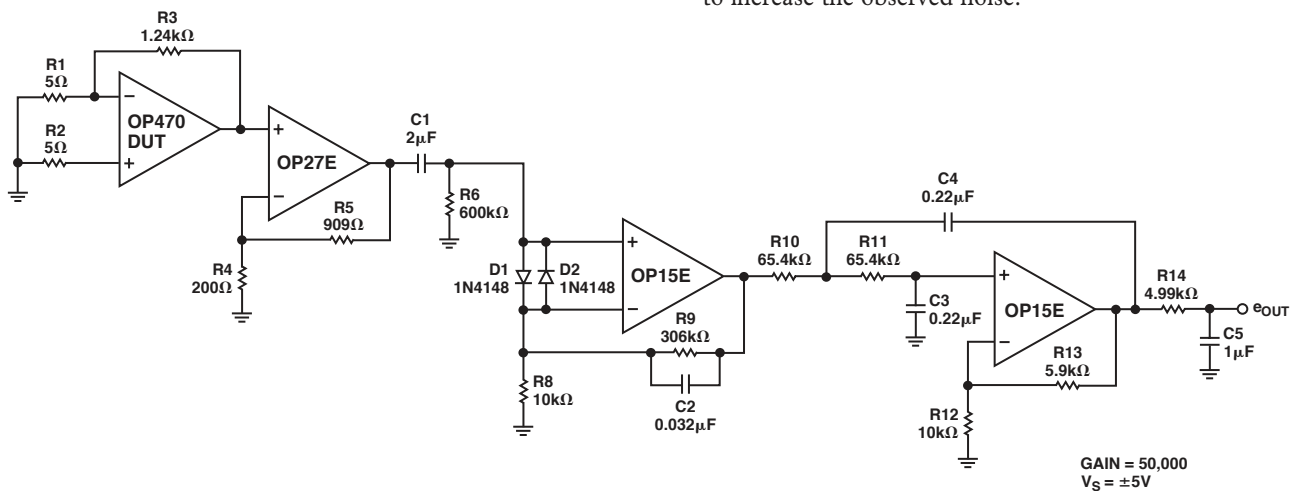 to increase the observed noise.
R3
1.24kΩ
R1
5Ω
R2
5Ω
−
+
OP470
DUT
+
−
OP27E
R5
909Ω
R4
200Ω
C1
2μF
R6
600kΩ
D1
1N4148
D2
1N4148
+
−
OP15E
R9
306kΩ
C2
0.032μF
R8
10kΩ
R10
65.4kΩ
R11
65.4kΩ
C4
0.22μF
C3
0.22μF
+
−
OP15E
R13
5.9kΩ
R12
10kΩ
R14
4.99kΩ
eOUT
C5
1μF
GAIN = 50,000
VS = ±5V